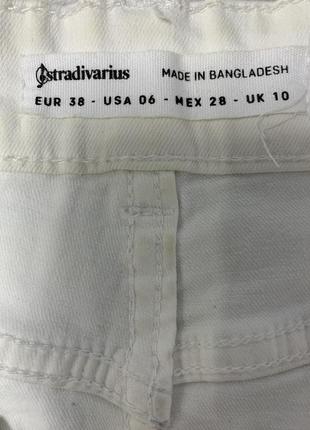 stradivarius MADE IN BANGLADESH
EUR 38 - USA 06 - MEX 28 - UK 10